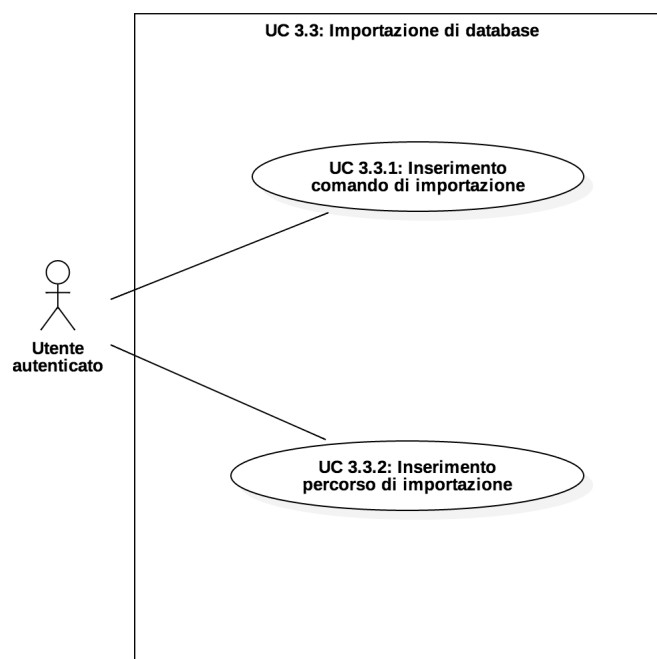 UC 3.3: Importazione di database
UC 3.3.1: Inserimento
comando di importazione
Utente
autenticato
UC 3.3.2: Inserimento
percorso di importazione